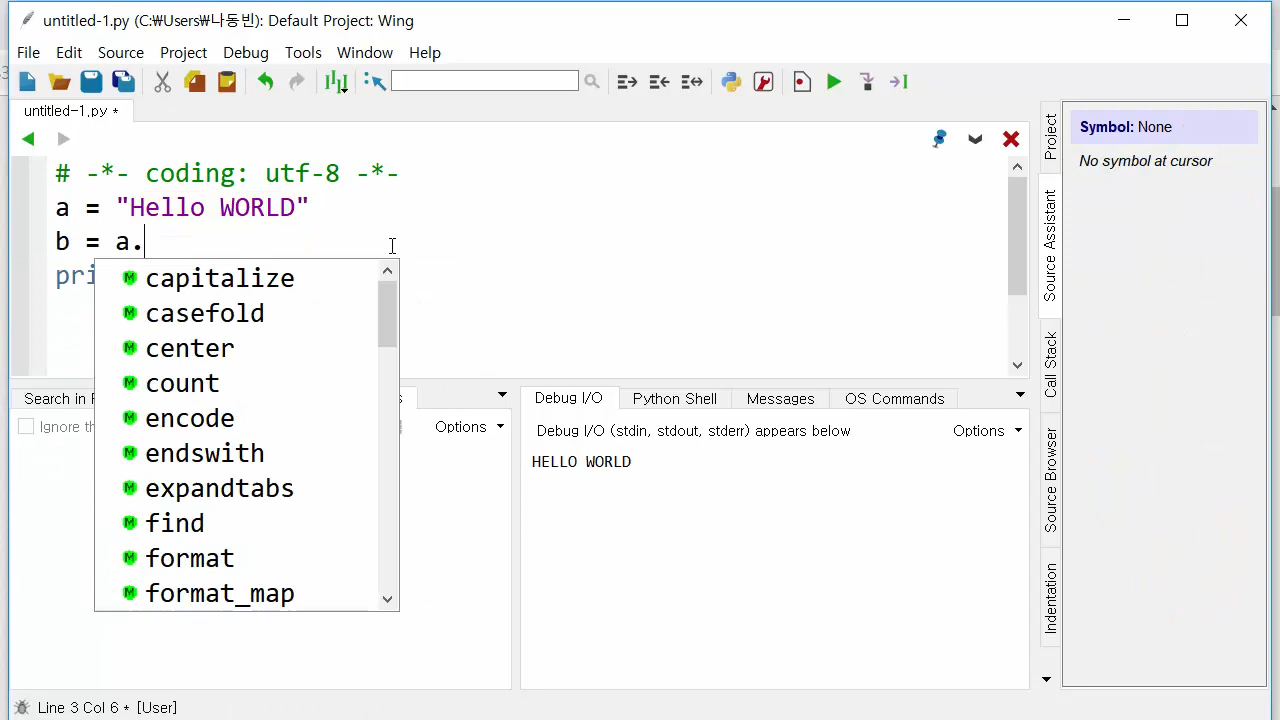 untitled-1.py (C:₩Users₩나동빈): Default Project: Wing
File Edit Source Project Debug Tools Window Help
untitled-1.py *
# -*- coding: utf-8 -*-
a = "Hello WORLD"
b = a.
pri
capitalize
casefold
center
count
encode
endswith
expandtabs
find
format
format_map
Search in
Ignore th
Options
Debug I/O Python Shell Messages OS Commands
Debug I/O (stdin, stdout, stderr) appears below
Options
HELLO WORLD
Project
Source Assistant
Call Stack
Source Browser
Indentation
Symbol: None
No symbol at cursor
Line 3 Col 6 * [User]